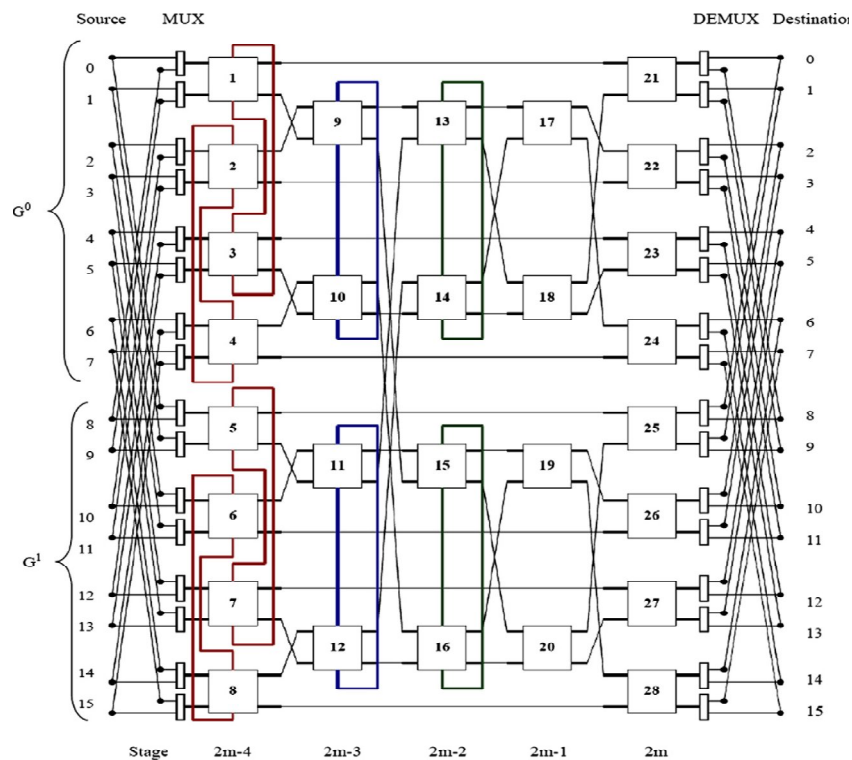 Source MUX DEMUX Destination
0 1 21 0
1 1
9 13 17
2 2 22 2
3 3
G⁰
4 3 23 4
5 5
10 14 18
6 4 24 6
7 7
8 5 25 8
9 11 15 19 9
10 6 26 10
11 11
G¹
12 7 27 12
13 13
12 16 20
14 8 28 14
15 15
Stage 2m-4 2m-3 2m-2 2m-1 2m